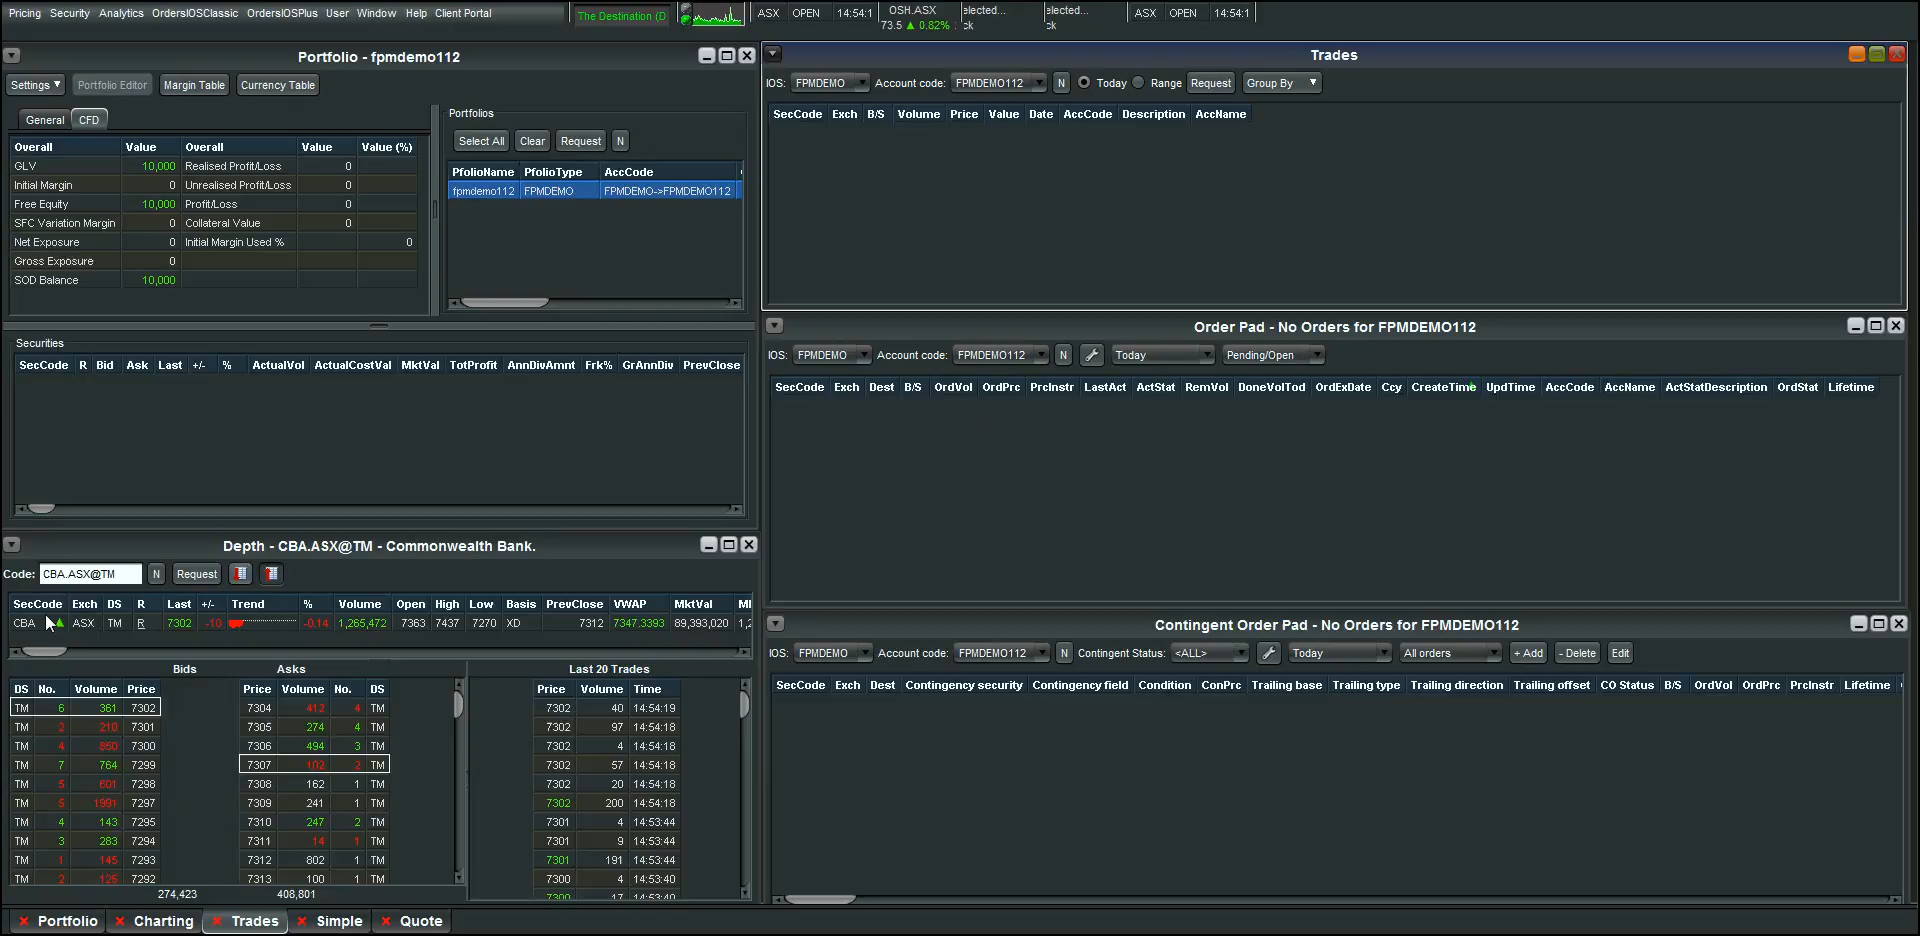 Pricing Security Analytics OrdersIOSClassic OrdersIOSPlus User Window Help Client Portal
The Destination (D
ASX OPEN 14:54:1
OSH.ASX
73.5 ▲ 0.82%
elected...
ck
elected...
ck
ASX OPEN 14:54:1
Portfolio - fpmdemo112
Settings Portfolio Editor Margin Table Currency Table
General CFD
Overall Value Overall Value Value (%)
GLV 10,000 Realised Profit/Loss 0
Initial Margin 0 Unrealised Profit/Loss 0
Free Equity 10,000 Profit/Loss 0
SFC Variation Margin 0 Collateral Value 0
Net Exposure 0 Initial Margin Used % 0
Gross Exposure 0
SOD Balance 10,000
Portfolios
Select All Clear Request N
PfolioName PfolioType AccCode
fpmdemo112 FPMDEMO FPMDEMO->FPMDEMO112
Securities
SecCode R Bid Ask Last +/- % ActualVol ActualCostVal MktVal TotProfit AnnDivAmnt Frk% GrAnnDiv PrevClose
Depth - CBA.ASX@TM - Commonwealth Bank.
Code: CBA.ASX@TM N Request
SecCode Exch DS R Last +/- Trend % Volume Open High Low Basis PrevClose VWAP MktVal
CBA ASX TM R 7302 -10 -0.14 1,265,472 7363 7437 7270 XD 7312 7347.3393 89,393,020
Bids Asks
DS No. Volume Price Price Volume No. DS
TM 6 361 7302 7304 412 4 TM
TM 2 210 7301 7305 274 4 TM
TM 4 850 7300 7306 494 3 TM
TM 7 764 7299 7307 102 2 TM
TM 5 601 7298 7308 162 1 TM
TM 5 1991 7297 7309 241 1 TM
TM 4 143 7295 7310 247 2 TM
TM 3 283 7294 7311 14 1 TM
TM 1 145 7293 7312 802 1 TM
TM 2 125 7292 7313 100 1 TM
274,423 408,801
Last 20 Trades
Price Volume Time
7302 40 14:54:19
7302 97 14:54:18
7302 4 14:54:18
7302 57 14:54:18
7302 20 14:54:18
7302 200 14:54:18
7301 4 14:53:44
7301 9 14:53:44
7301 191 14:53:44
7300 4 14:53:40
7300 17 14:53:40
Trades
IOS: FPMDEMO Account code: FPMDEMO112 N Today Range Request Group By
SecCode Exch B/S Volume Price Value Date AccCode Description AccName
Order Pad - No Orders for FPMDEMO112
IOS: FPMDEMO Account code: FPMDEMO112 N Today Pending/Open
SecCode Exch Dest B/S OrdVol OrdPrc PrcInstr LastAct ActStat RemVol DoneVolTod OrdExDate Ccy CreateTime UpdTime AccCode AccName ActStatDescription OrdStat Lifetime
Contingent Order Pad - No Orders for FPMDEMO112
IOS: FPMDEMO Account code: FPMDEMO112 N Contingent Status: <ALL> Today All orders + Add - Delete Edit
SecCode Exch Dest Contingency security Contingency field Condition ConPrc Trailing base Trailing type Trailing direction Trailing offset CO Status B/S OrdVol OrdPrc PrcInstr Lifetime
Portfolio Charting Trades Simple Quote